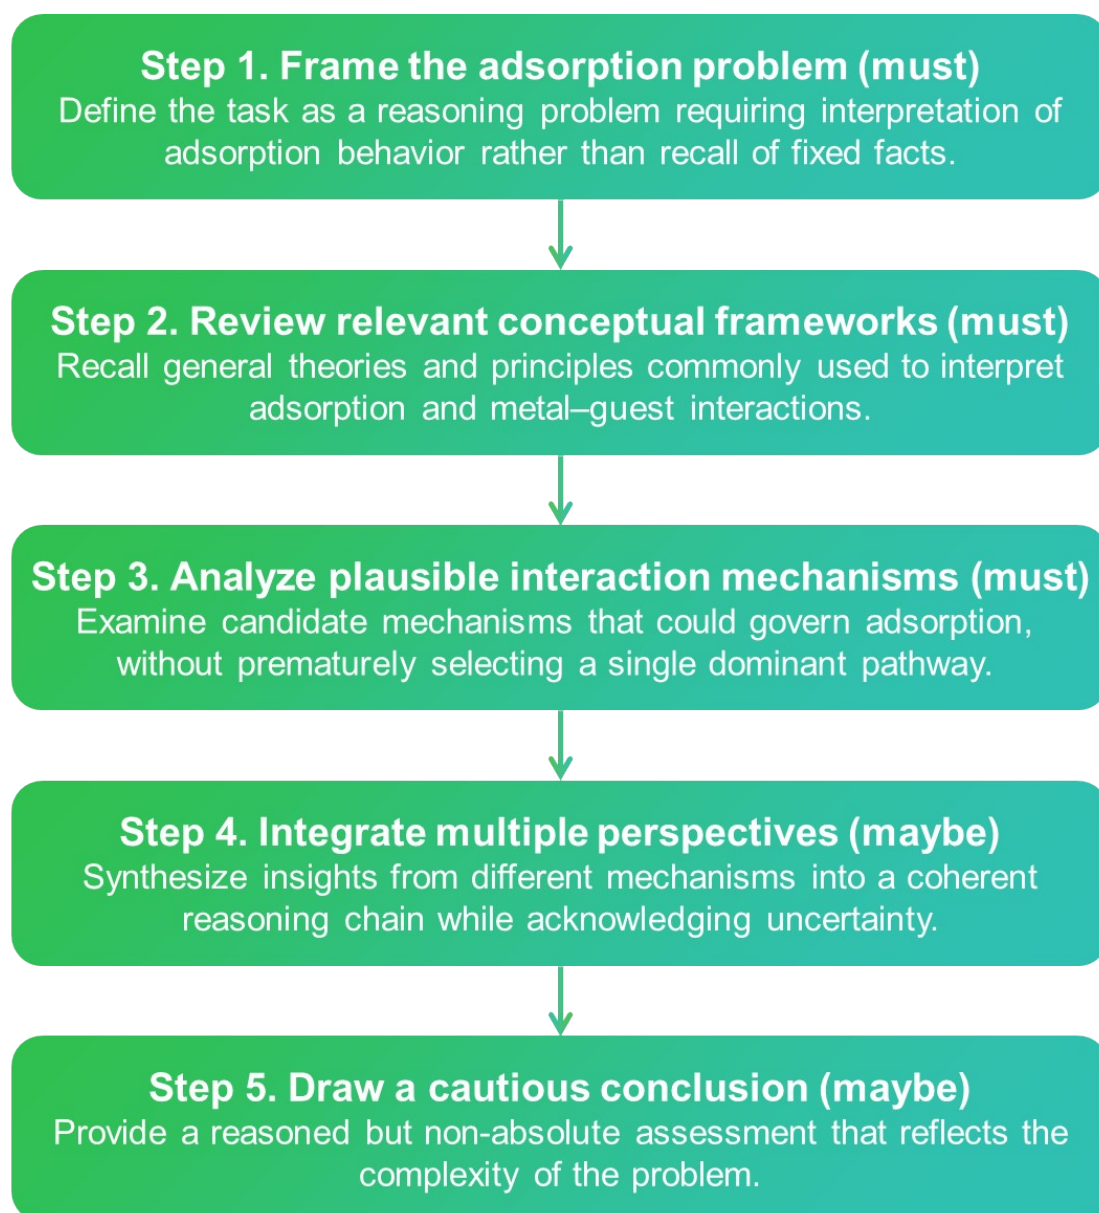 Step 1. Frame the adsorption problem (must)
Define the task as a reasoning problem requiring interpretation of
adsorption behavior rather than recall of fixed facts.
Step 2. Review relevant conceptual frameworks (must)
Recall general theories and principles commonly used to interpret
adsorption and metal–guest interactions.
Step 3. Analyze plausible interaction mechanisms (must)
Examine candidate mechanisms that could govern adsorption,
without prematurely selecting a single dominant pathway.
Step 4. Integrate multiple perspectives (maybe)
Synthesize insights from different mechanisms into a coherent
reasoning chain while acknowledging uncertainty.
Step 5. Draw a cautious conclusion (maybe)
Provide a reasoned but non-absolute assessment that reflects the
complexity of the problem.